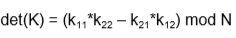 det(K) = (k₁₁*k₂₂ – k₂₁*k₁₂) mod N